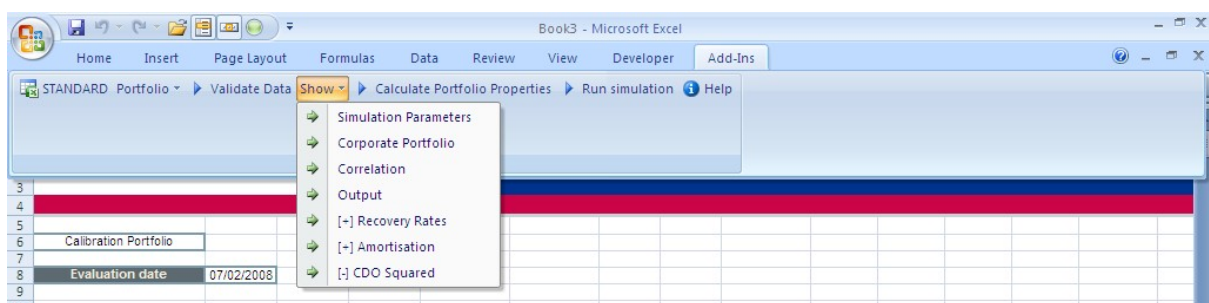 Book3 - Microsoft Excel
Home Insert Page Layout Formulas Data Review View Developer Add-Ins
STANDARD Portfolio Validate Data Show Calculate Portfolio Properties Run simulation Help
Simulation Parameters
Corporate Portfolio
Correlation
Output
[+] Recovery Rates
[+] Amortisation
[-] CDO Squared
3
4
5
6 Calibration Portfolio
7
8 Evaluation date 07/02/2008
9